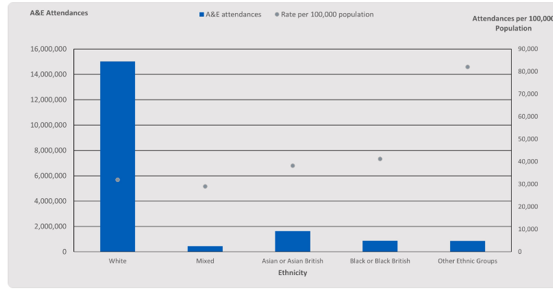 A&E Attendances
A&E attendances
Rate per 100,000 population
Attendances per 100,000
Population
16,000,000
14,000,000
12,000,000
10,000,000
8,000,000
6,000,000
4,000,000
2,000,000
0
90,000
80,000
70,000
60,000
50,000
40,000
30,000
20,000
10,000
0
White
Mixed
Asian or Asian British
Black or Black British
Other Ethnic Groups
Ethnicity